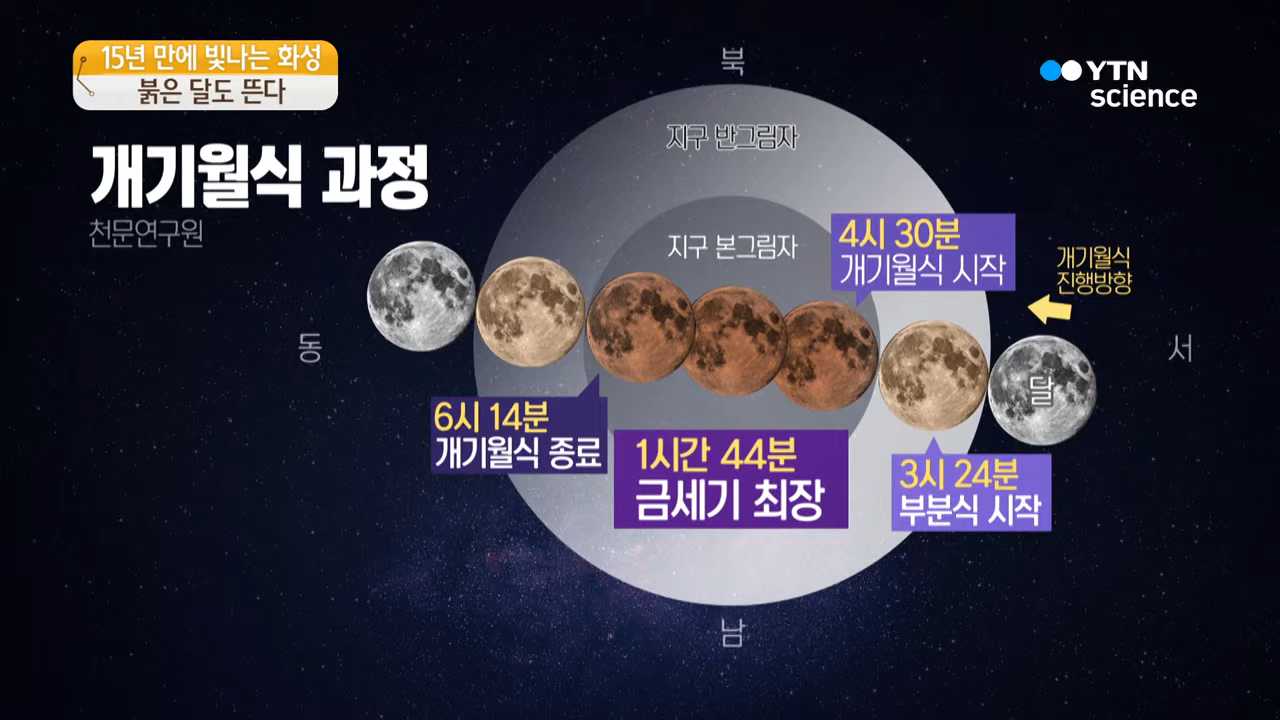 15년 만에 빛나는 화성
붉은 달도 뜬다
YTN
science
개기월식 과정
천문연구원
북
지구 반그림자
지구 본그림자
4시 30분
개기월식 시작
개기월식
진행방향
동
서
달
6시 14분
개기월식 종료
1시간 44분
금세기 최장
3시 24분
부분식 시작
남